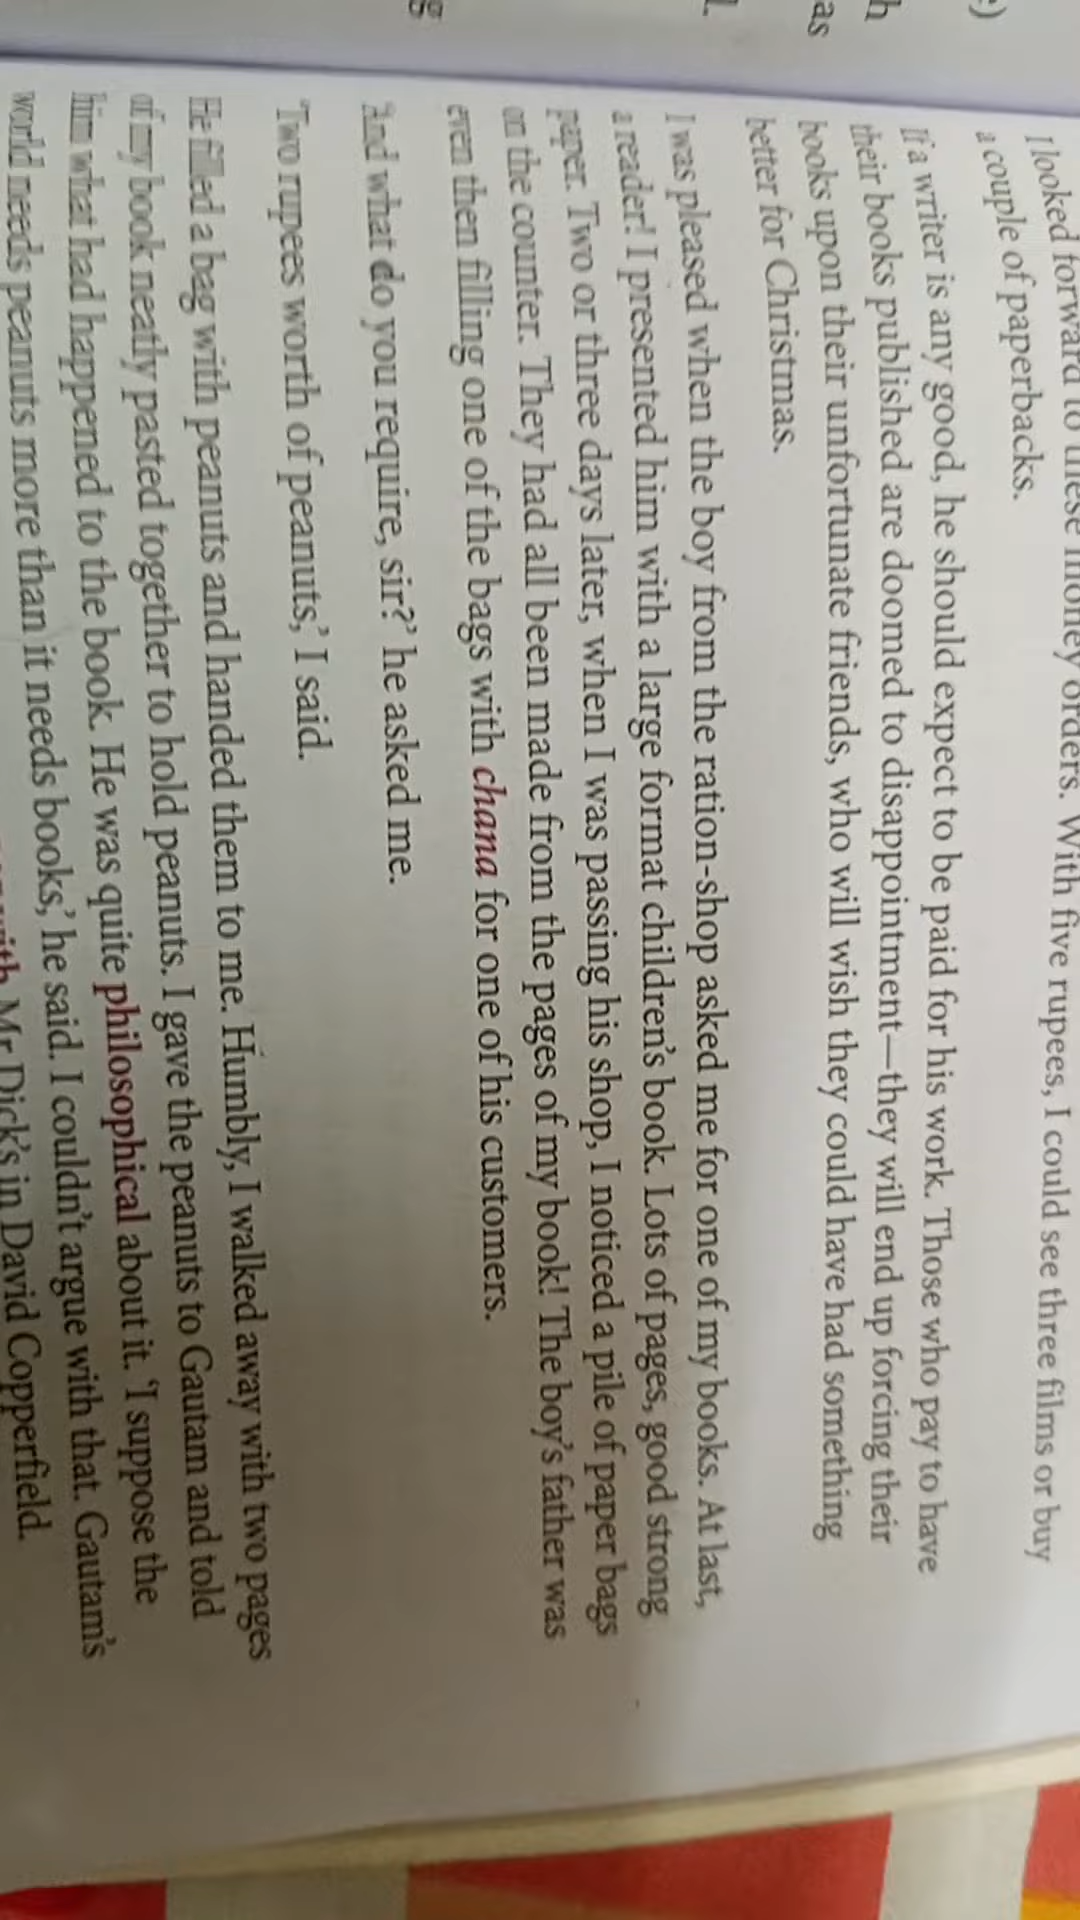 I looked forward to these money orders. With five rupees, I could see three films or buy
a couple of paperbacks.
If a writer is any good, he should expect to be paid for his work. Those who pay to have
their books published are doomed to disappointment—they will end up forcing their
books upon their unfortunate friends, who will wish they could have had something
better for Christmas.
I was pleased when the boy from the ration-shop asked me for one of my books. At last,
a reader! I presented him with a large format children's book. Lots of pages, good strong
paper. Two or three days later, when I was passing his shop, I noticed a pile of paper bags
on the counter. They had all been made from the pages of my book! The boy's father was
even then filling one of the bags with chana for one of his customers.
'And what do you require, sir?' he asked me.
'Two rupees worth of peanuts,' I said.
He filled a bag with peanuts and handed them to me. Humbly, I walked away with two pages
of my book neatly pasted together to hold peanuts. I gave the peanuts to Gautam and told
him what had happened to the book. He was quite philosophical about it. 'I suppose the
world needs peanuts more than it needs books,' he said. I couldn't argue with that. Gautam's
with Mr Dick's in David Copperfield.